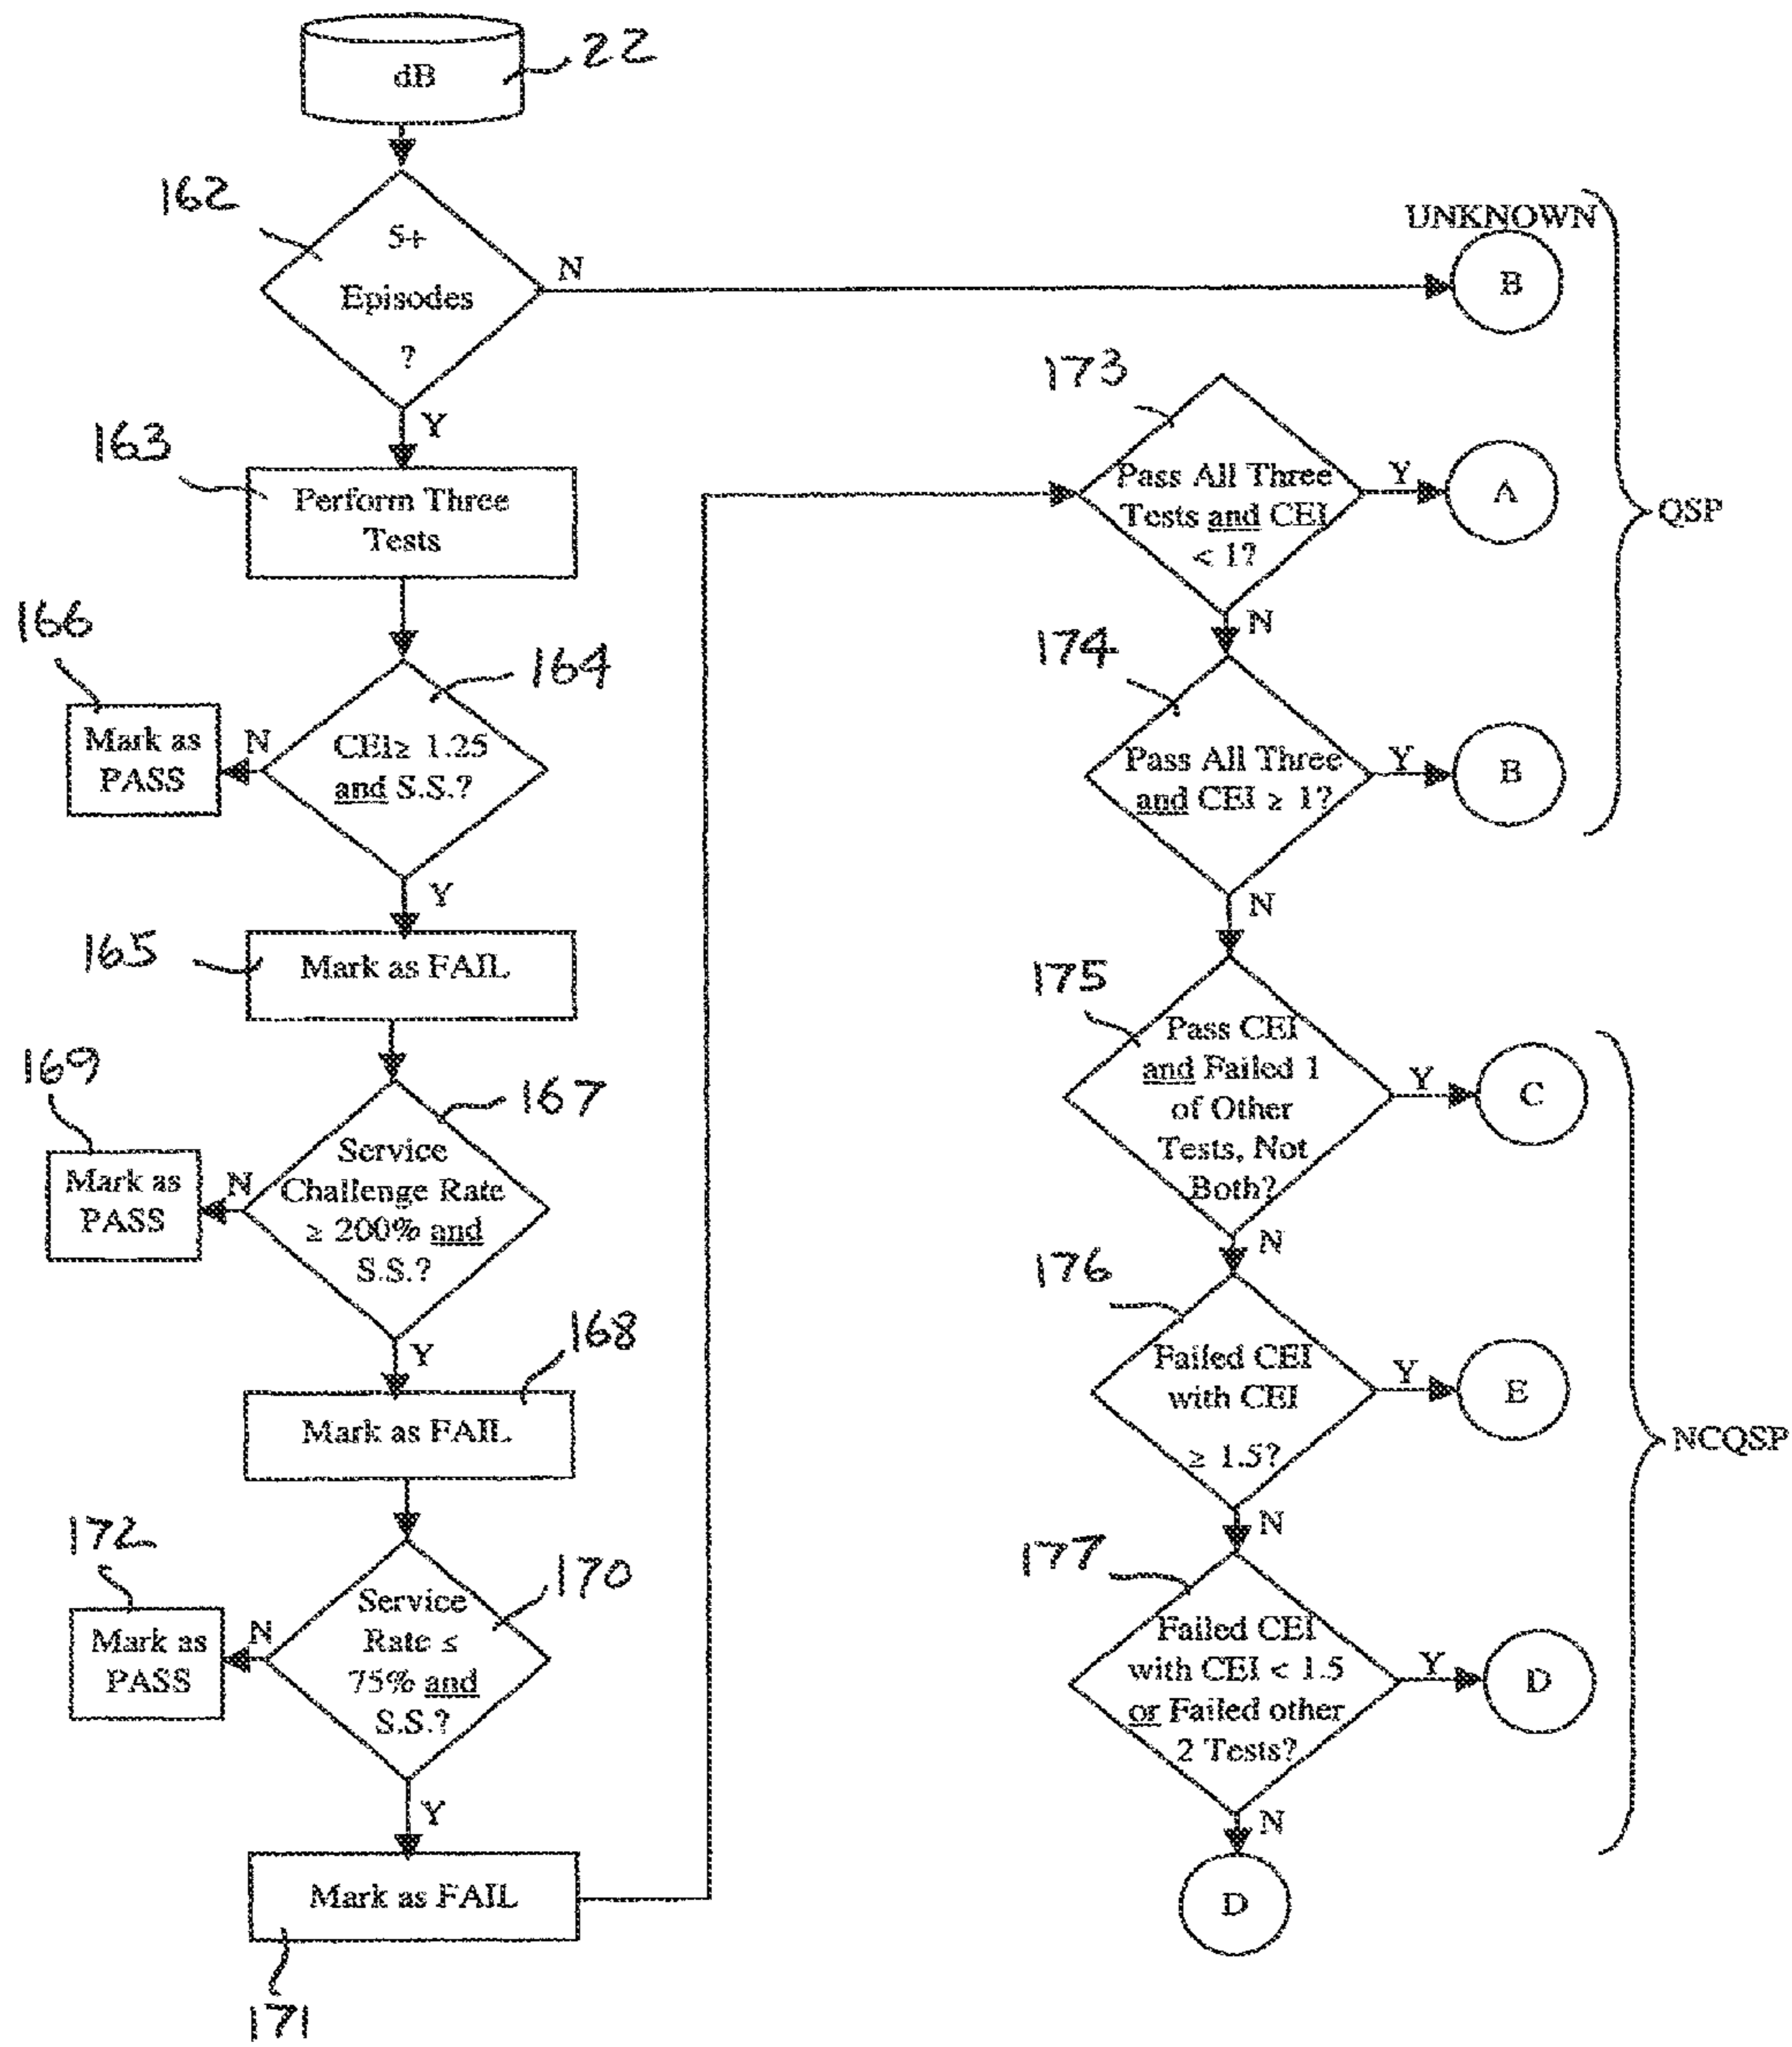 dB
22
162
5+
Episodes
?
N
Y
UNKNOWN
B
163
Perform Three
Tests
166
Mark as
PASS
N
164
CEI≥ 1.25
and S.S.?
Y
165
Mark as FAIL
169
Mark as
PASS
N
167
Service
Challenge Rate
≥ 200% and
S.S.?
Y
168
Mark as FAIL
172
Mark as
PASS
N
170
Service
Rate ≤
75% and
S.S.?
Y
Mark as FAIL
171
173
Pass All Three
Tests and CEI
< 1?
Y
A
N
QSP
174
Pass All Three
and CEI ≥ 1?
Y
B
N
175
Pass CEI
and Failed 1
of Other
Tests, Not
Both?
Y
C
N
176
Failed CEI
with CEI
≥ 1.5?
Y
E
N
NCQSP
177
Failed CEI
with CEI < 1.5
or Failed other
2 Tests?
Y
D
N
D